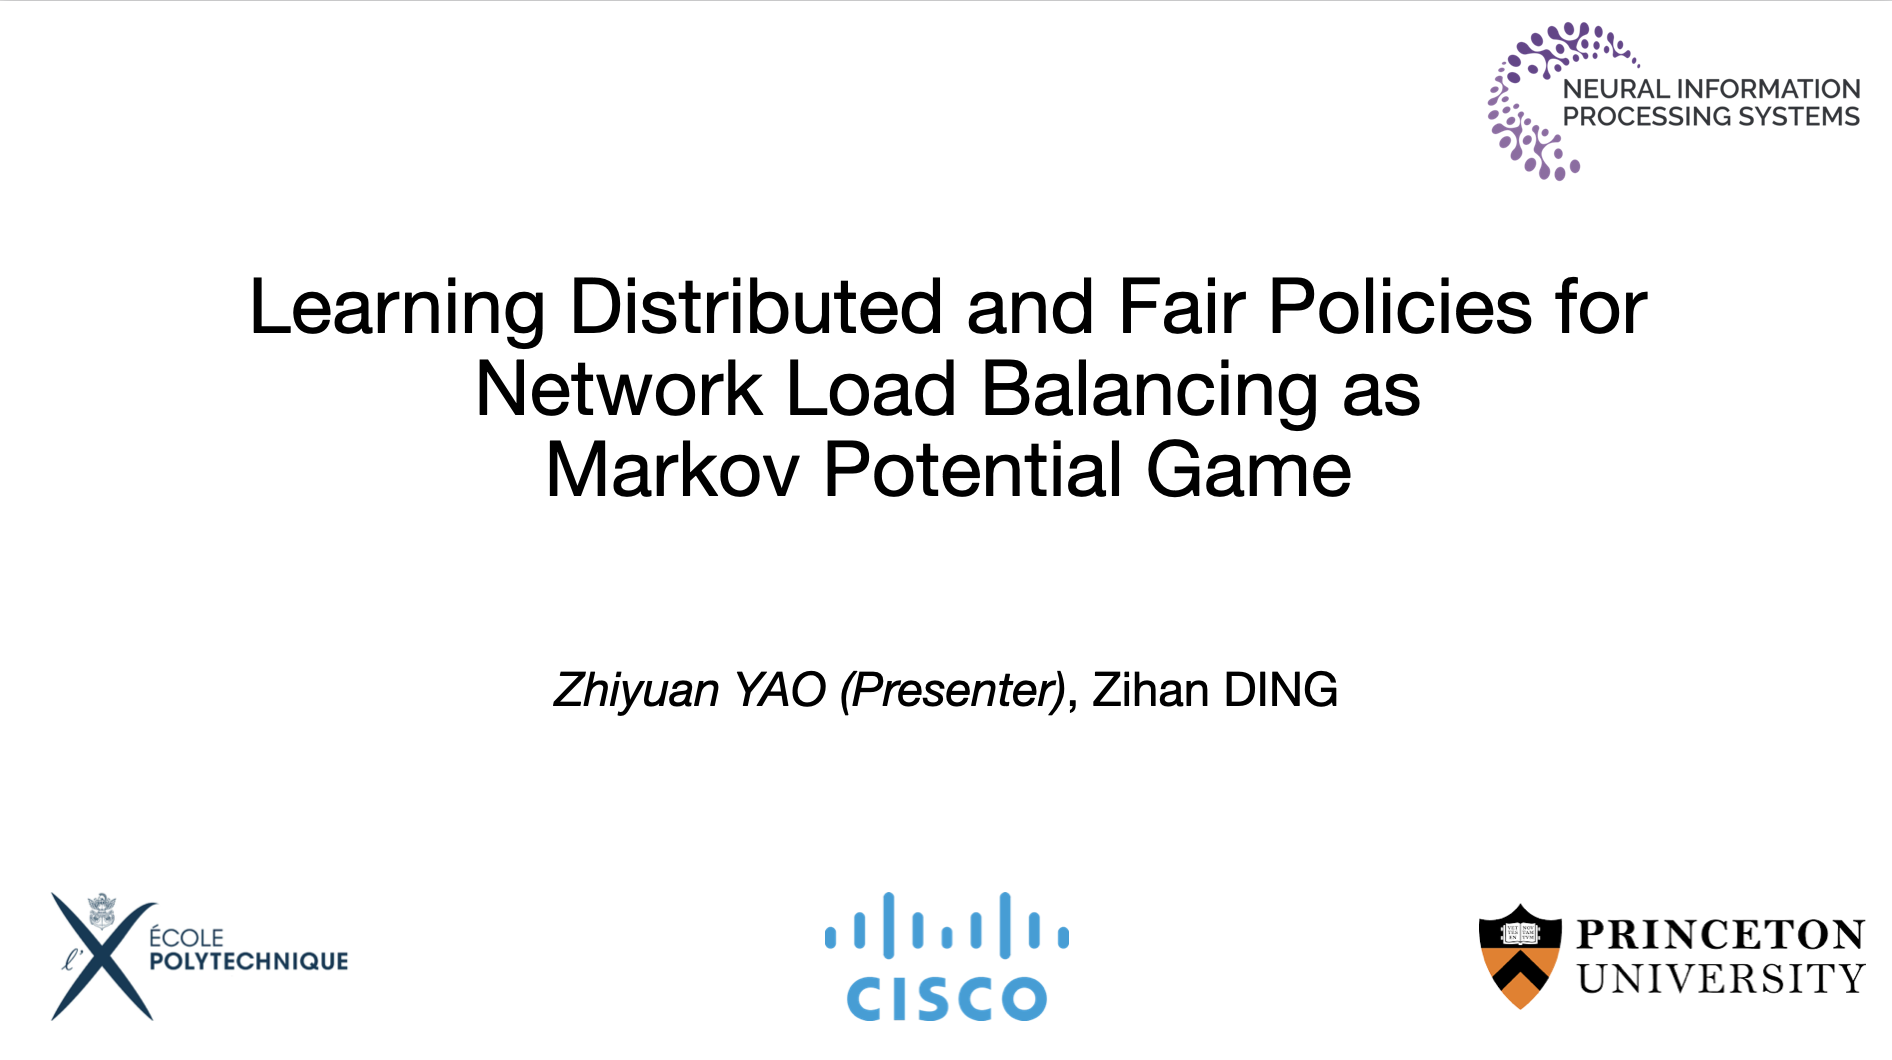 NEURAL INFORMATION
PROCESSING SYSTEMS
Learning Distributed and Fair Policies for
Network Load Balancing as
Markov Potential Game
Zhiyuan YAO (Presenter), Zihan DING
l'X ÉCOLE
POLYTECHNIQUE
CISCO
PRINCETON
UNIVERSITY